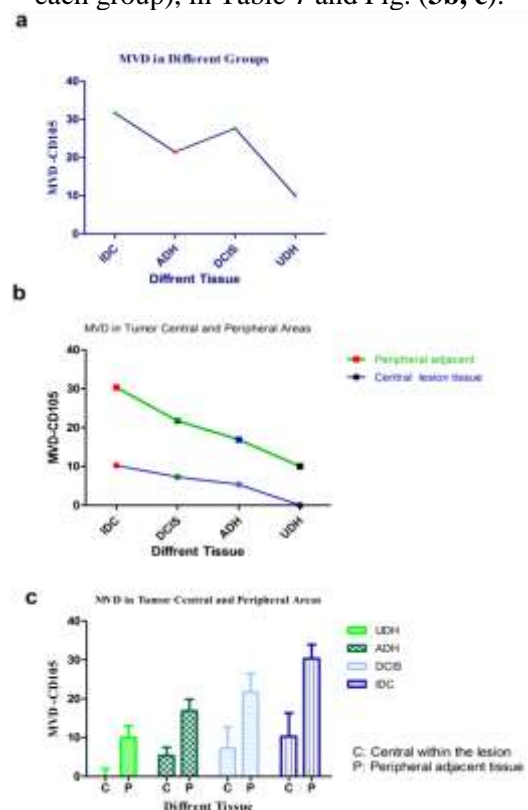 each group), in Table 7 and Fig. (3b, c).
a
MVD in Different Groups
40
30
20
10
0
MVD -CD105
IDC
ADH
DCIS
UDH
Diffrent Tissue
b
MVD in Tumor Central and Peripheral Areas
40
30
20
10
0
MVD-CD105
IDC
DCIS
ADH
UDH
Diffrent Tissue
Peripheral adjacent
Central lesion tissue
c
MVD in Tumor Central and Peripheral Areas
40
30
20
10
0
MVD-CD105
C P C P C P C P
Diffrent Tissue
UDH
ADH
DCIS
IDC
C: Central within the lesion
P: Peripheral adjacent tissue